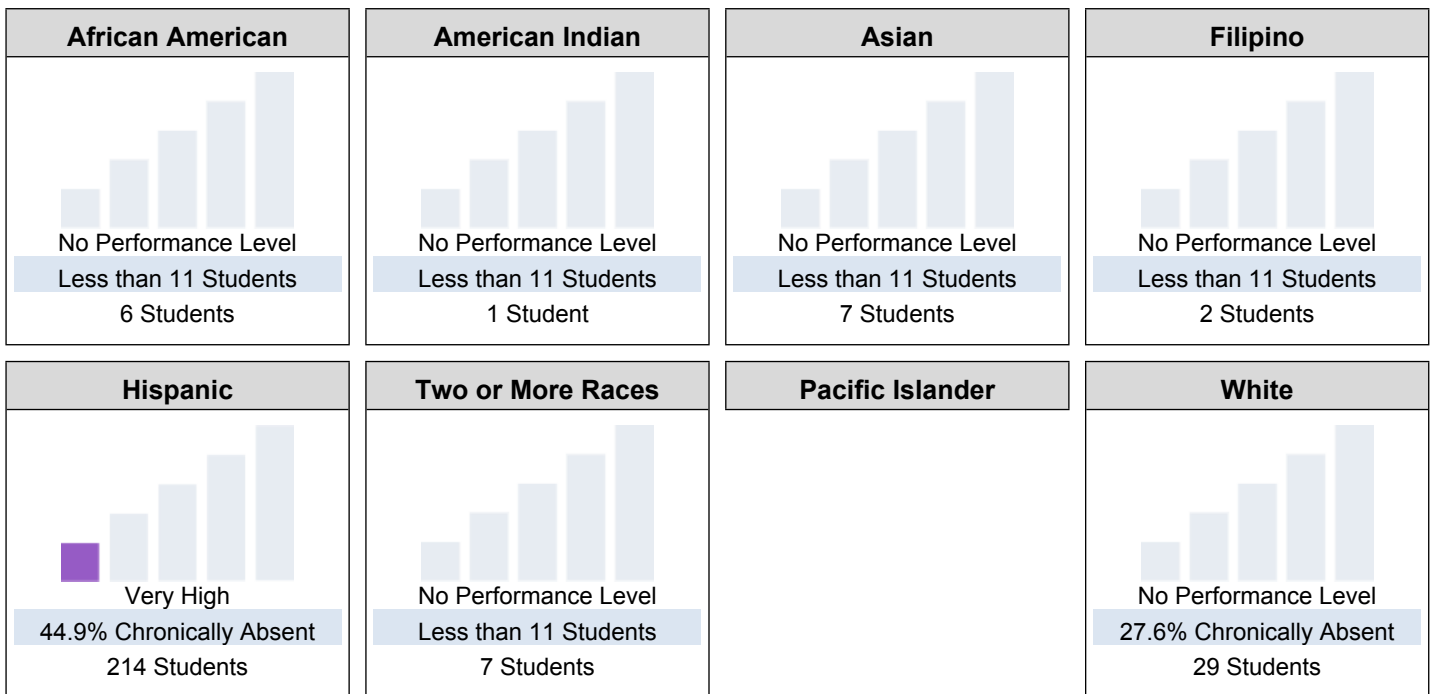 African American
No Performance Level
Less than 11 Students
6 Students
American Indian
No Performance Level
Less than 11 Students
1 Student
Asian
No Performance Level
Less than 11 Students
7 Students
Filipino
No Performance Level
Less than 11 Students
2 Students
Hispanic
Very High
44.9% Chronically Absent
214 Students
Two or More Races
No Performance Level
Less than 11 Students
7 Students
Pacific Islander
White
No Performance Level
27.6% Chronically Absent
29 Students